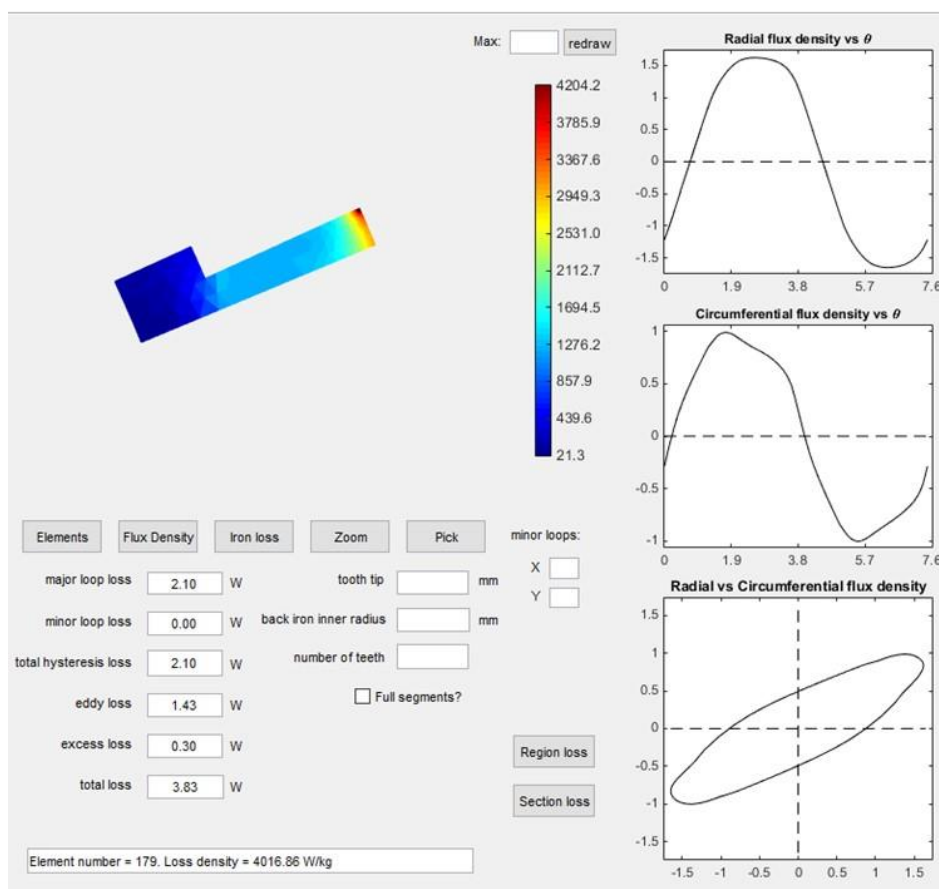 Max: redraw
4204.2
3785.9
3367.6
2949.3
2531.0
2112.7
1694.5
1276.2
857.9
439.6
21.3
Radial flux density vs θ
1.5
1
0.5
0
-0.5
-1
-1.5
0 1.9 3.8 5.7 7.6
Circumferential flux density vs θ
1
0.5
0
-0.5
-1
0 1.9 3.8 5.7 7.6
Radial vs Circumferential flux density
1.5
1
0.5
0
-0.5
-1
-1.5
-1.5 -1 -0.5 0 0.5 1 1.5
Elements Flux Density Iron loss Zoom Pick
minor loops:
X
Y
major loop loss 2.10 W
minor loop loss 0.00 W
total hysteresis loss 2.10 W
eddy loss 1.43 W
excess loss 0.30 W
total loss 3.83 W
tooth tip mm
back iron inner radius mm
number of teeth
Full segments?
Region loss
Section loss
Element number = 179. Loss density = 4016.86 W/kg